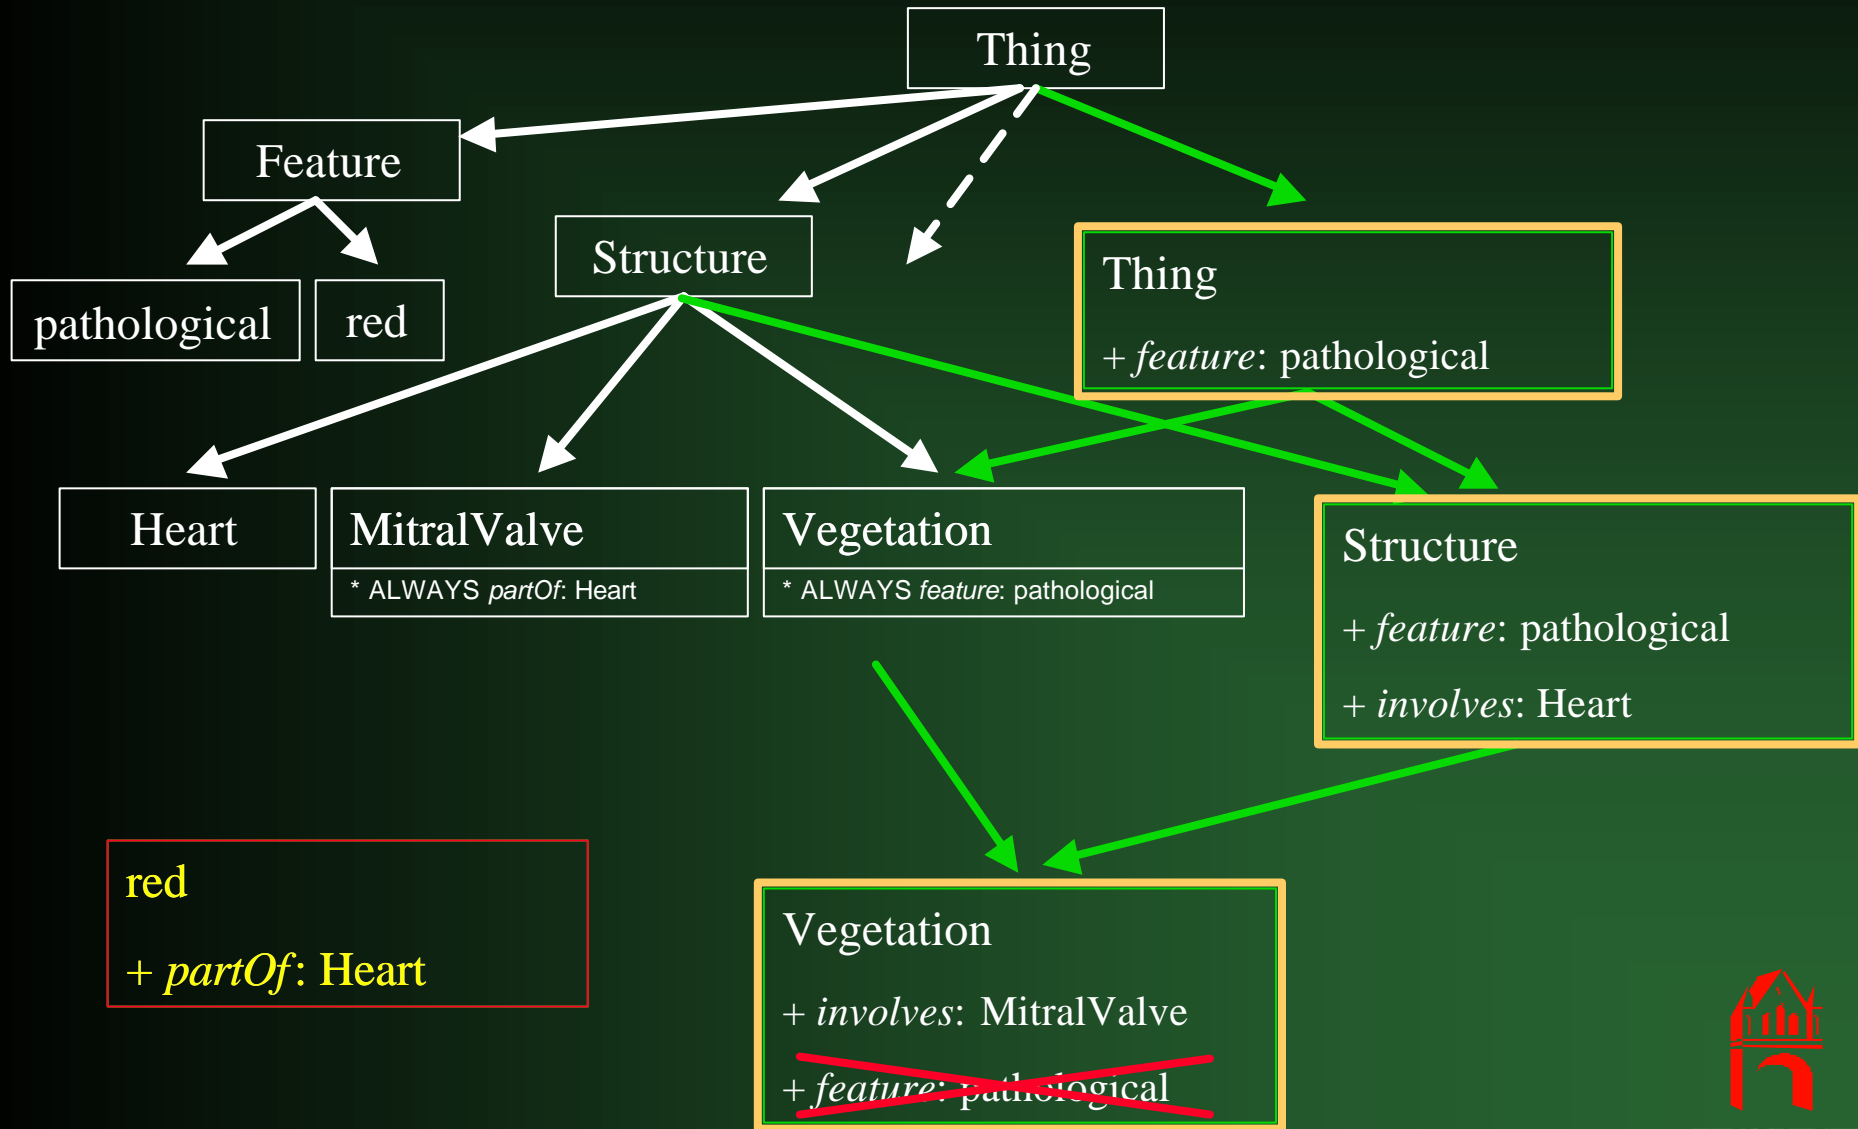 Thing
Feature
pathological
red
Structure
Thing
+ feature: pathological
Heart
MitralValve
* ALWAYS partOf: Heart
Vegetation
* ALWAYS feature: pathological
Structure
+ feature: pathological
+ involves: Heart
red
+ partOf: Heart
Vegetation
+ involves: MitralValve
+ feature: pathological